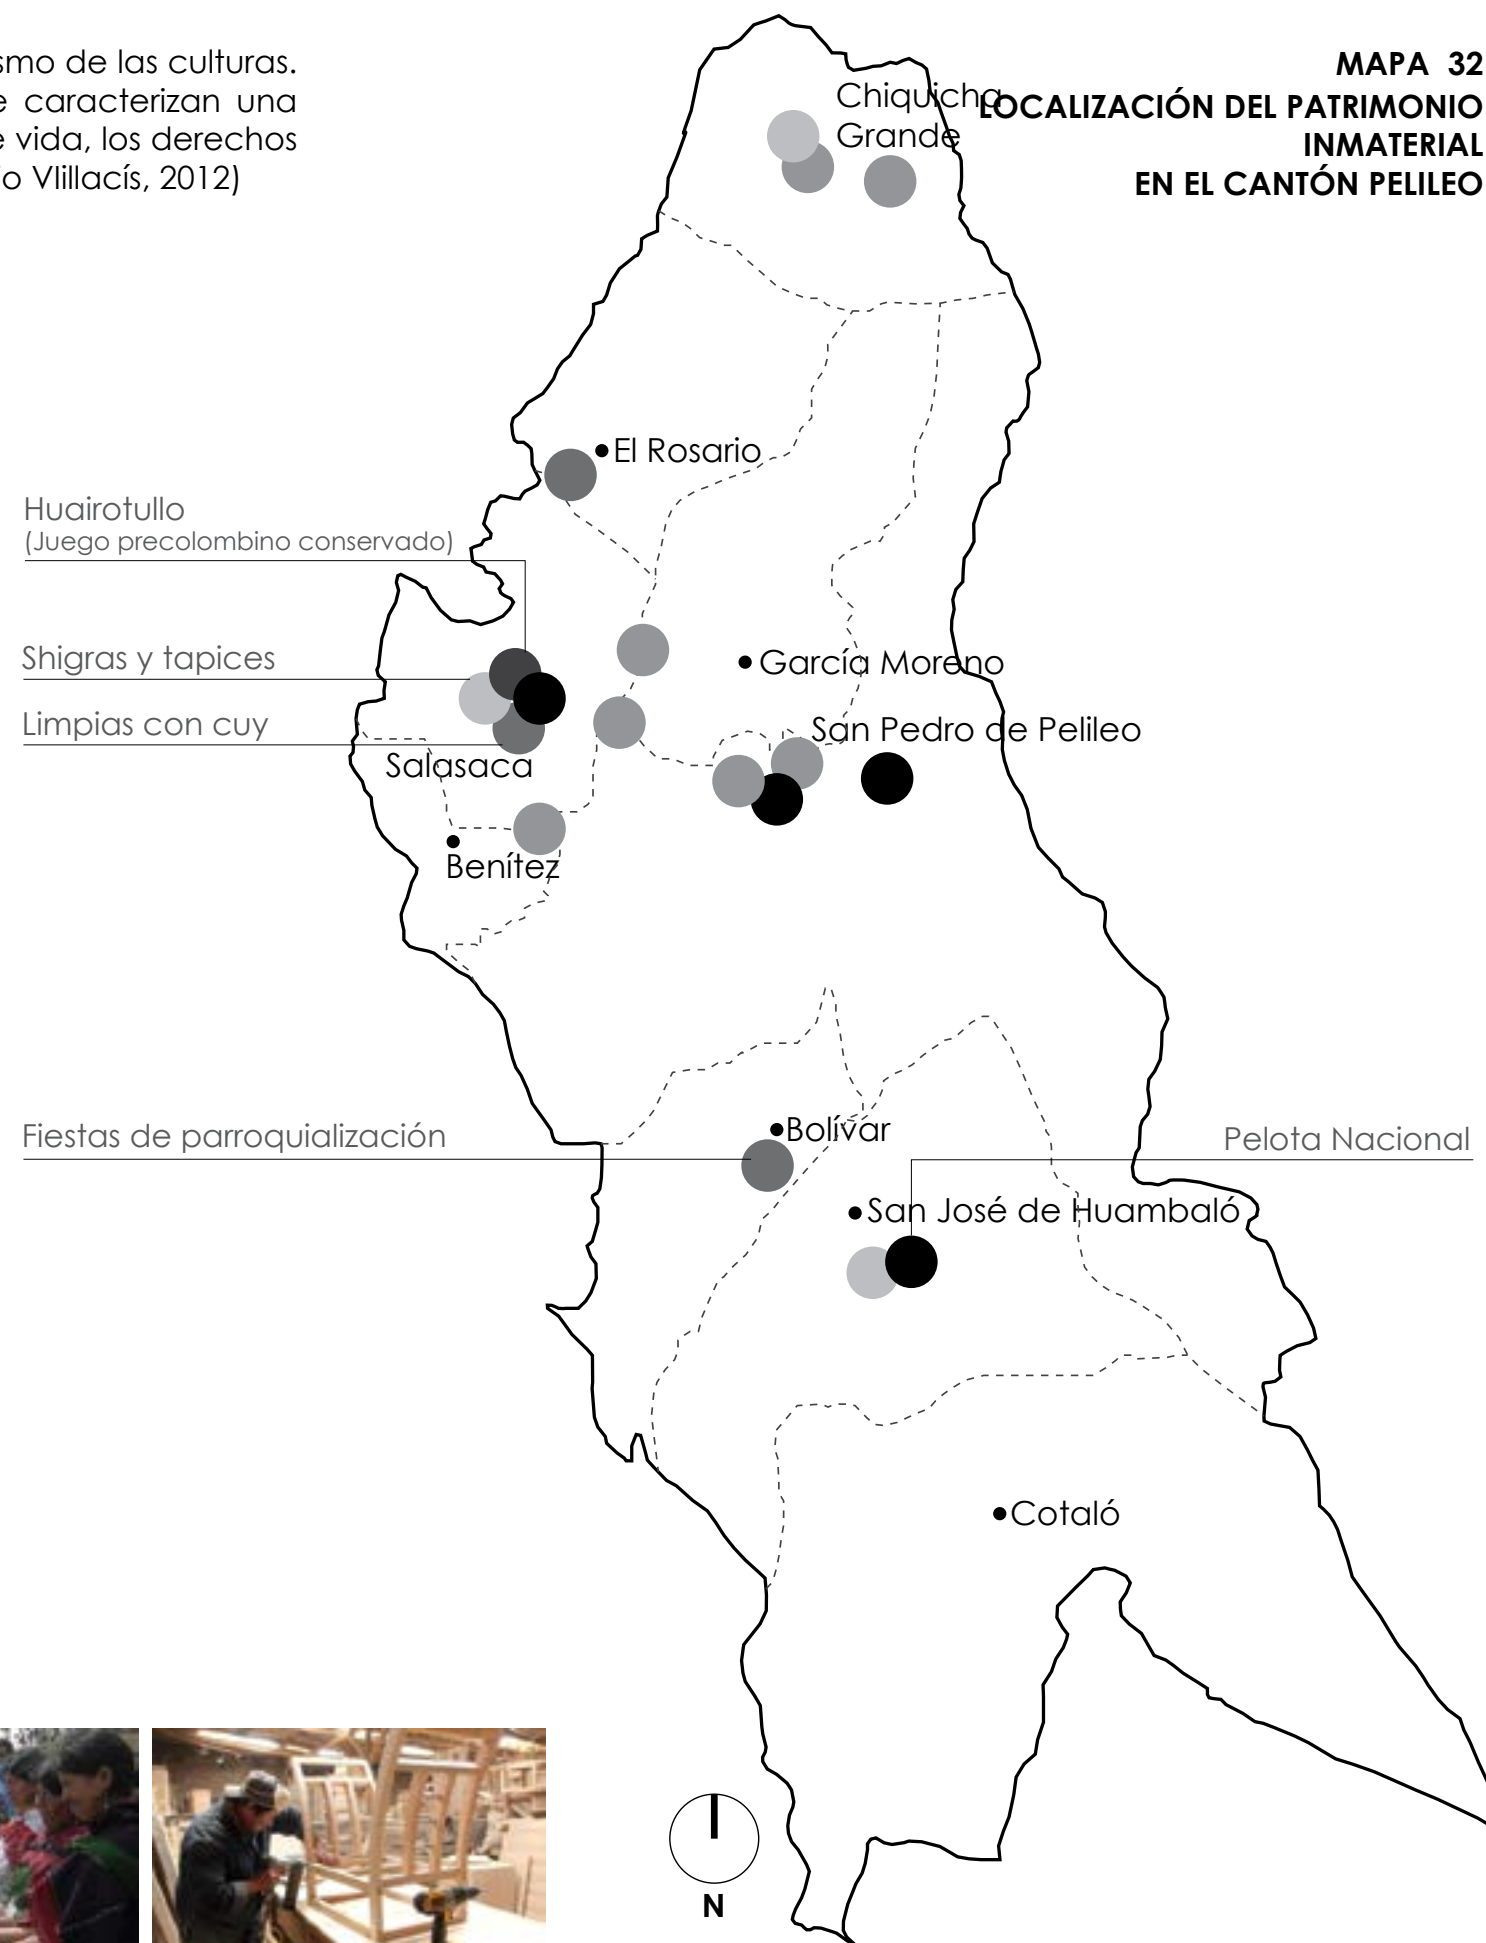 smo de las culturas.
e caracterizan una
e vida, los derechos
io Vlillacís, 2012)
MAPA 32
LOCALIZACIÓN DEL PATRIMONIO
INMATERIAL
EN EL CANTÓN PELILEO
Chiquicha
Grande
El Rosario
Huairotullo
(Juego precolombino conservado)
Shigras y tapices
García Moreno
Limpias con cuy
San Pedro de Pelileo
Salasaca
Benítez
Fiestas de parroquialización
Bolívar
Pelota Nacional
San José de Huambaló
Cotaló
N